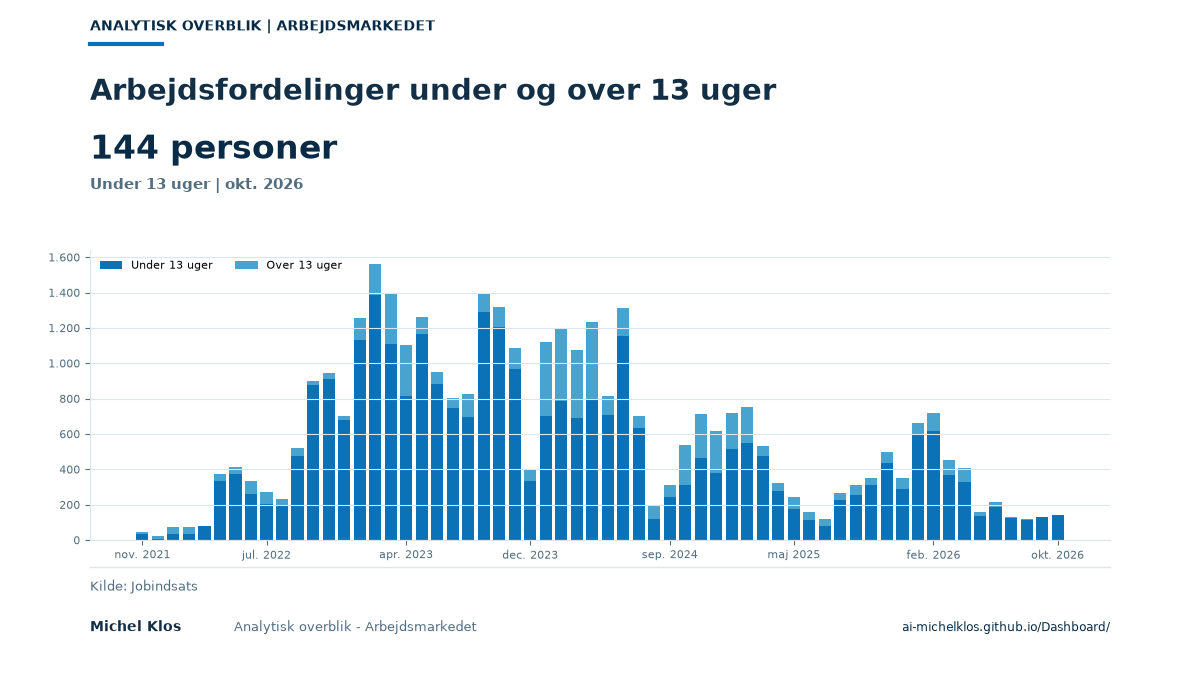 ANALYTISK OVERBLIK | ARBEJDSMARKEDET
Arbejdsfordelinger under og over 13 uger
144 personer
Under 13 uger | okt. 2026
1.600
1.400
1.200
1.000
800
600
400
200
0
Under 13 uger
Over 13 uger
nov. 2021
jul. 2022
apr. 2023
dec. 2023
sep. 2024
maj 2025
feb. 2026
okt. 2026
Kilde: Jobindsats
Michel Klos
Analytisk overblik - Arbejdsmarkedet
ai-michelklos.github.io/Dashboard/